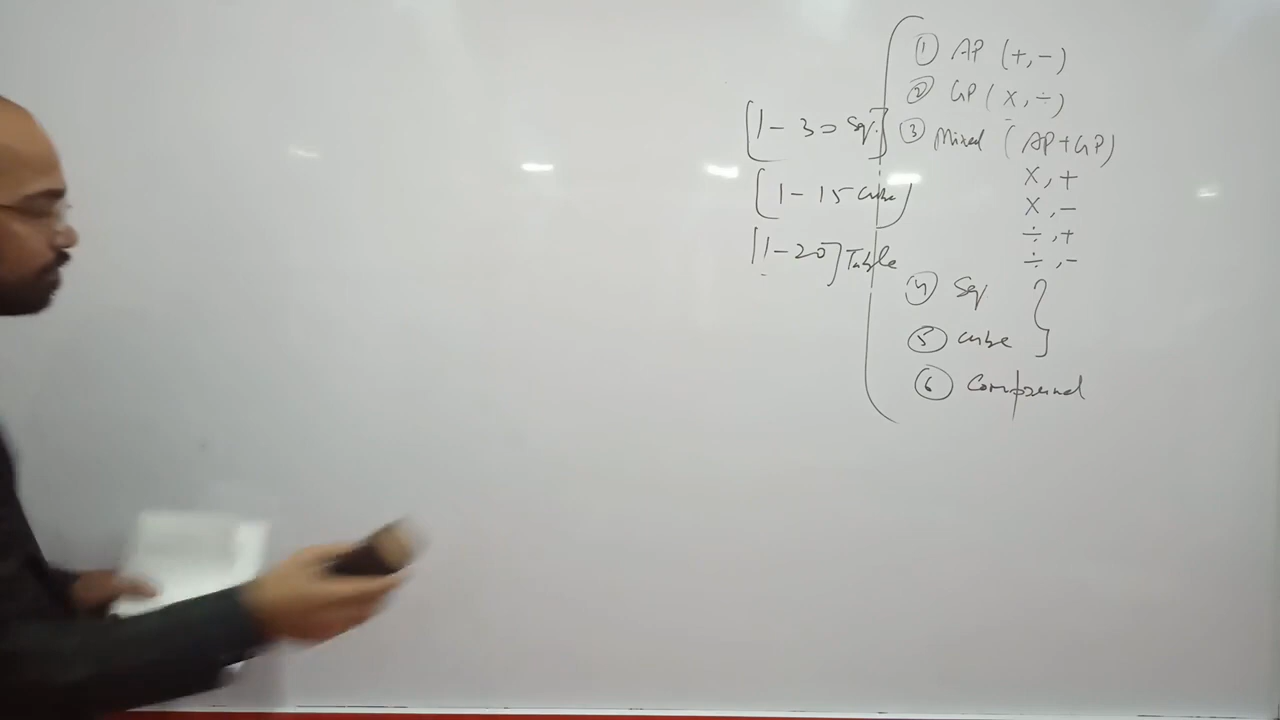 ① AP (+, -)
② GP (×, ÷)
[1 - 30 Sq.] ③ Mixed (AP+GP)
×, +
[1 - 15 cube]
×, -
÷, +
[1 - 20] Table ÷, -
④ Sq
⑤ cube
⑥ Compound